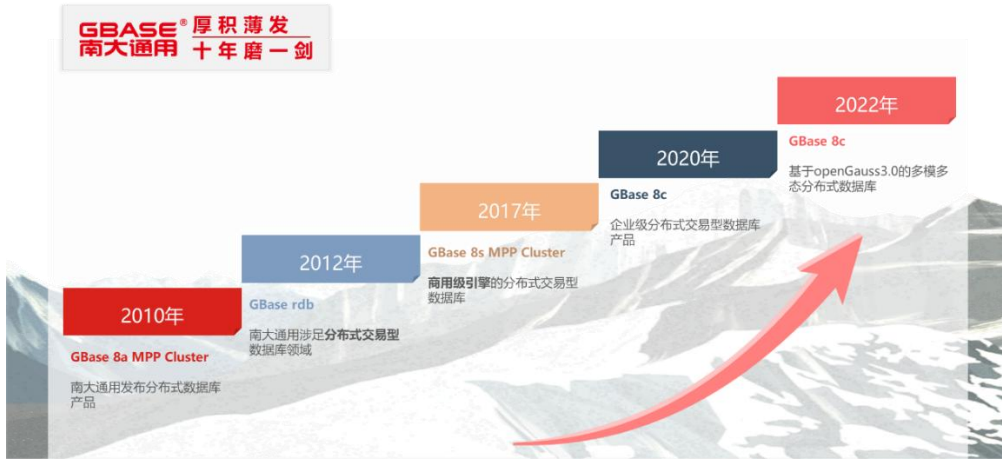 GBASE® 厚积薄发
南大通用 十年磨一剑
2010年
GBase 8a MPP Cluster
南大通用发布分布式数据库
产品
2012年
GBase rdb
南大通用涉足分布式交易型
数据库领域
2017年
GBase 8s MPP Cluster
商用级引擎的分布式交易型
数据库
2020年
GBase 8c
企业级分布式交易型数据库
产品
2022年
GBase 8c
基于openGauss3.0的多模多
态分布式数据库